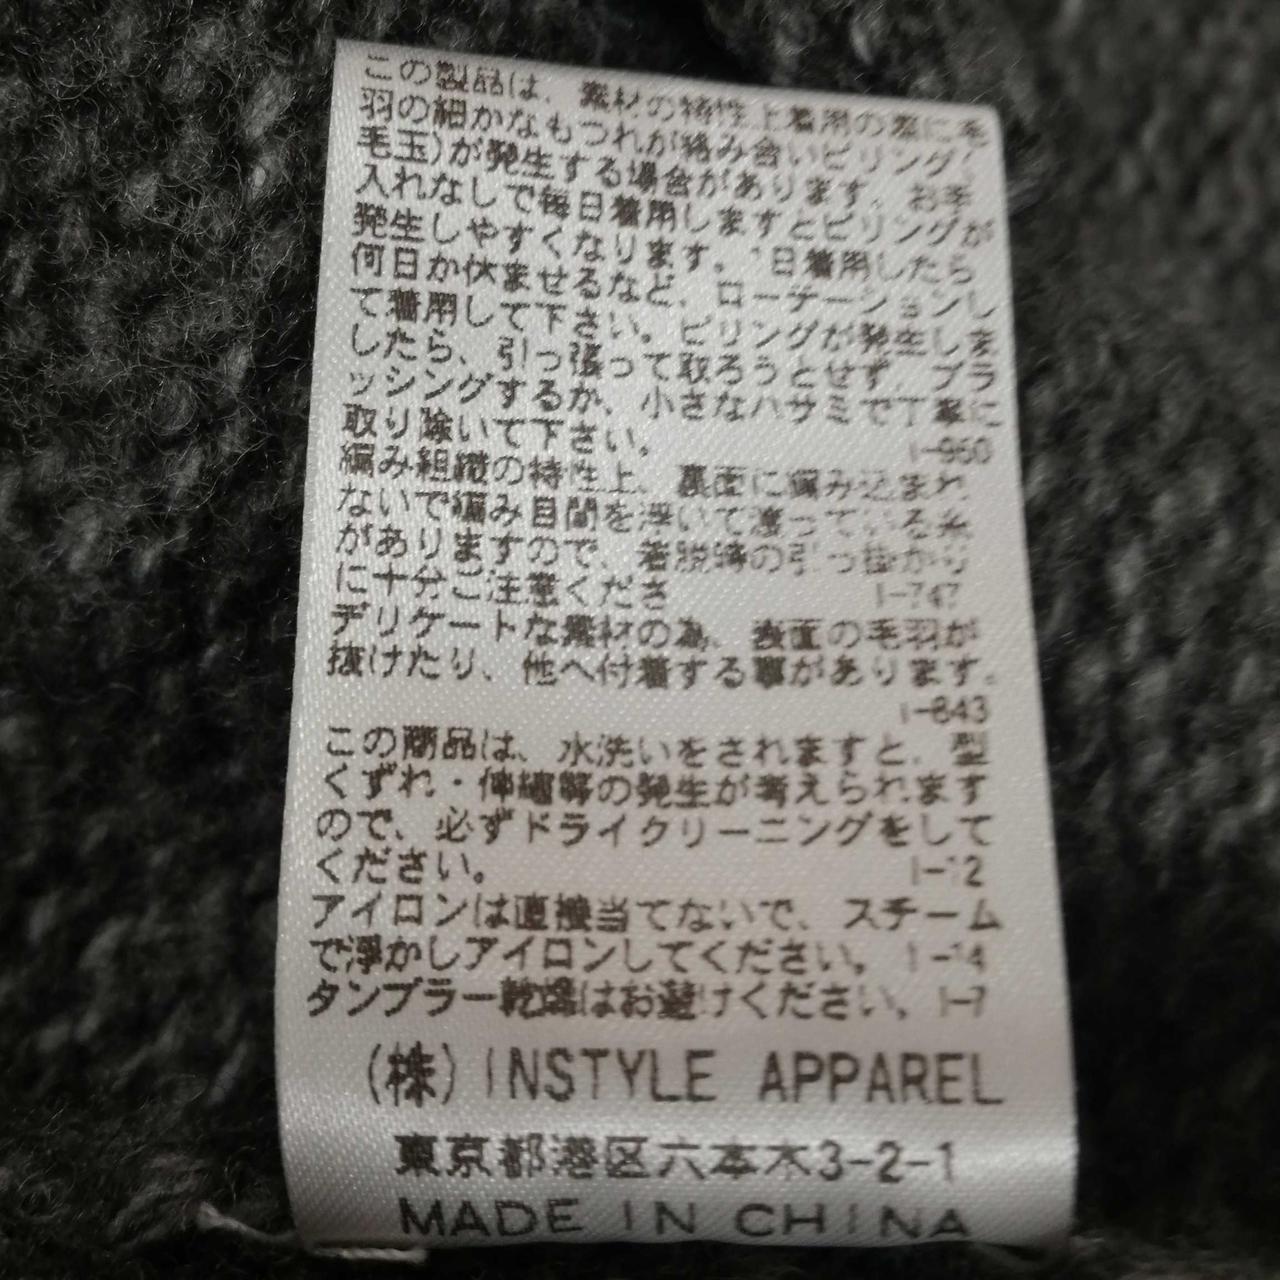 この製品は、素材の特性上着用の際に毛
羽の細かなもつれが絡み合いピリング(
毛玉)が発生する場合があります。お手
入れなしで毎日着用しますとピリングが
発生しやすくなります。1日着用したら
何日か休ませるなど、ローテーションし
て着用して下さい。ピリングが発生しま
したら、引っ張って取ろうとせず、ブラ
ッシングするか、小さなハサミで丁寧に
取り除いて下さい。 I-960
編み組織の特性上、裏面に編み込まれ
ないで編み目間を浮いて渡っている糸
がありますので、着脱時の引っ掛かり
に十分ご注意くださ I-747
デリケートな素材の為、表面の毛羽が
抜けたり、他へ付着する事があります。
I-843
この商品は、水洗いをされますと、型
くずれ・伸縮等の発生が考えられます
ので、必ずドライクリーニングをして
ください。 I-12
アイロンは直接当てないで、スチーム
で浮かしアイロンしてください。 I-14
タンブラー乾燥はお避けください。I-7
(株)INSTYLE APPAREL
東京都港区六本木3-2-1
MADE IN CHINA